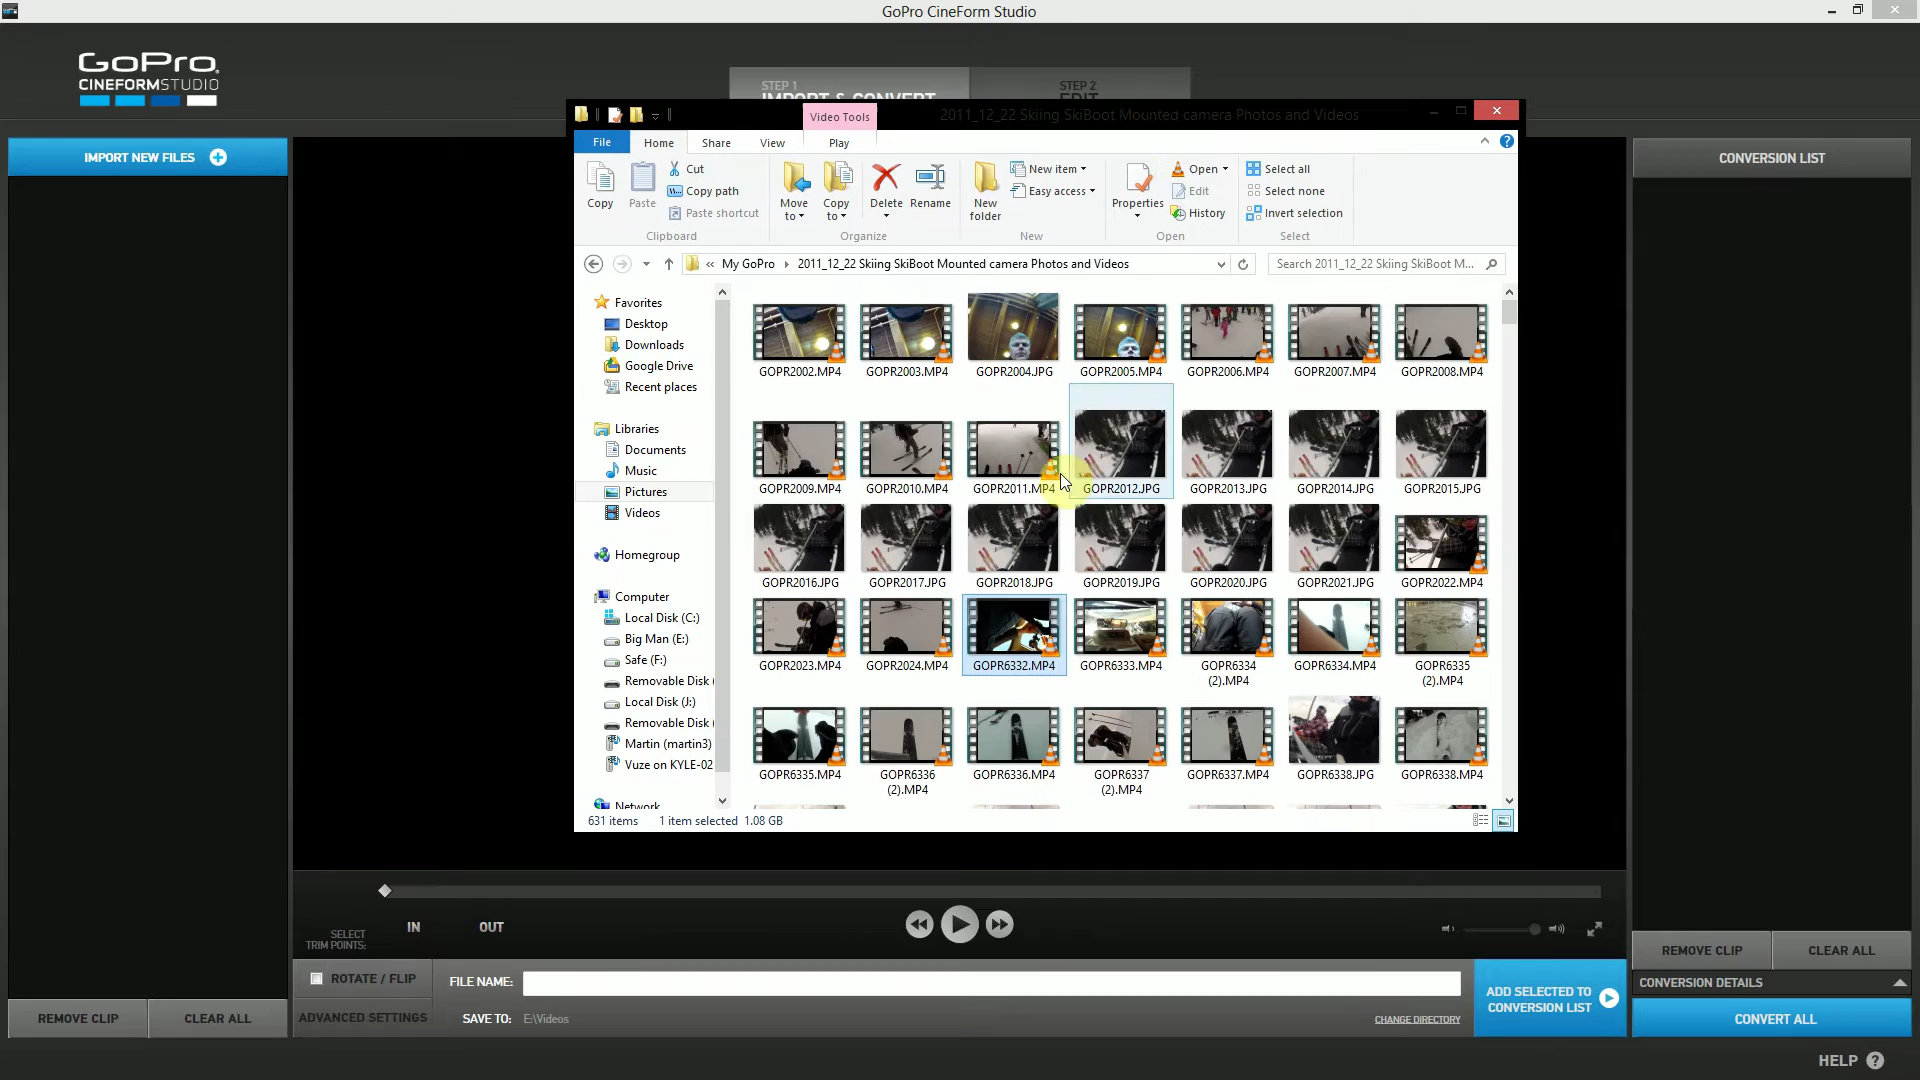 GoPro CineForm Studio
GoPro
CINEFORMSTUDIO
STEP 1
IMPORT & CONVERT
STEP 2
EDIT
IMPORT NEW FILES
CONVERSION LIST
Video Tools
2011_12_22 Skiing SkiBoot Mounted camera Photos and Videos
File Home Share View Play
Copy
Paste
Cut
Copy path
Paste shortcut
Clipboard
Move to
Copy to
Delete
Rename
Organize
New folder
New item
Easy access
New
Properties
Open
Edit
History
Open
Select all
Select none
Invert selection
Select
« My GoPro 2011_12_22 Skiing SkiBoot Mounted camera Photos and Videos
Search 2011_12_22 Skiing SkiBoot M...
Favorites
Desktop
Downloads
Google Drive
Recent places
Libraries
Documents
Music
Pictures
Videos
Homegroup
Computer
Local Disk (C:)
Big Man (E:)
Safe (F:)
Removable Disk (
Local Disk (J:)
Removable Disk (
Martin (martin3)
Vuze on KYLE-02
Network
GOPR2002.MP4 GOPR2003.MP4 GOPR2004.JPG GOPR2005.MP4 GOPR2006.MP4 GOPR2007.MP4 GOPR2008.MP4
GOPR2009.MP4 GOPR2010.MP4 GOPR2011.MP4 GOPR2012.JPG GOPR2013.JPG GOPR2014.JPG GOPR2015.JPG
GOPR2016.JPG GOPR2017.JPG GOPR2018.JPG GOPR2019.JPG GOPR2020.JPG GOPR2021.JPG GOPR2022.MP4
GOPR2023.MP4 GOPR2024.MP4 GOPR6332.MP4 GOPR6333.MP4 GOPR6334 (2).MP4 GOPR6334.MP4 GOPR6335 (2).MP4
GOPR6335.MP4 GOPR6336 (2).MP4 GOPR6336.MP4 GOPR6337 (2).MP4 GOPR6337.MP4 GOPR6338.JPG GOPR6338.MP4
631 items 1 item selected 1.08 GB
SELECT
TRIM POINTS:
IN
OUT
ROTATE / FLIP
ADVANCED SETTINGS
FILE NAME:
SAVE TO: E:\Videos
CHANGE DIRECTORY
ADD SELECTED TO
CONVERSION LIST
REMOVE CLIP
CLEAR ALL
REMOVE CLIP
CLEAR ALL
CONVERSION DETAILS
CONVERT ALL
HELP ?